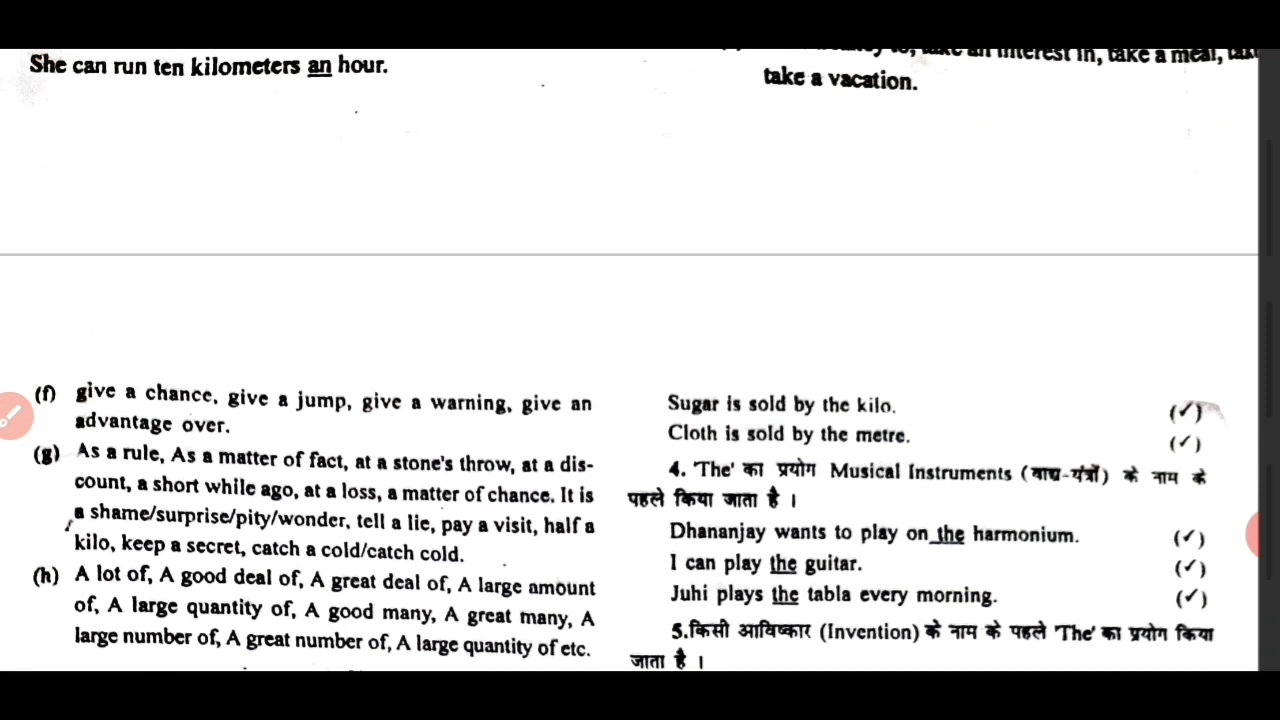 She can run ten kilometers an hour.
take an interest in, take a meal,
take a vacation.
(f) give a chance, give a jump, give a warning, give an
advantage over.
(g) As a rule, As a matter of fact, at a stone's throw, at a dis-
count, a short while ago, at a loss, a matter of chance. It is
a shame/surprise/pity/wonder, tell a lie, pay a visit, half a
kilo, keep a secret, catch a cold/catch cold.
(h) A lot of, A good deal of, A great deal of, A large amount
of, A large quantity of, A good many, A great many, A
large number of, A great number of, A large quantity of etc.
Sugar is sold by the kilo. (✓)
Cloth is sold by the metre. (✓)
4. 'The' का प्रयोग Musical Instruments (वाद्य-यंत्रों) के नाम के
पहले किया जाता है ।
Dhananjay wants to play on the harmonium. (✓)
I can play the guitar. (✓)
Juhi plays the tabla every morning. (✓)
5.किसी आविष्कार (Invention) के नाम के पहले 'The' का प्रयोग किया
जाता है ।